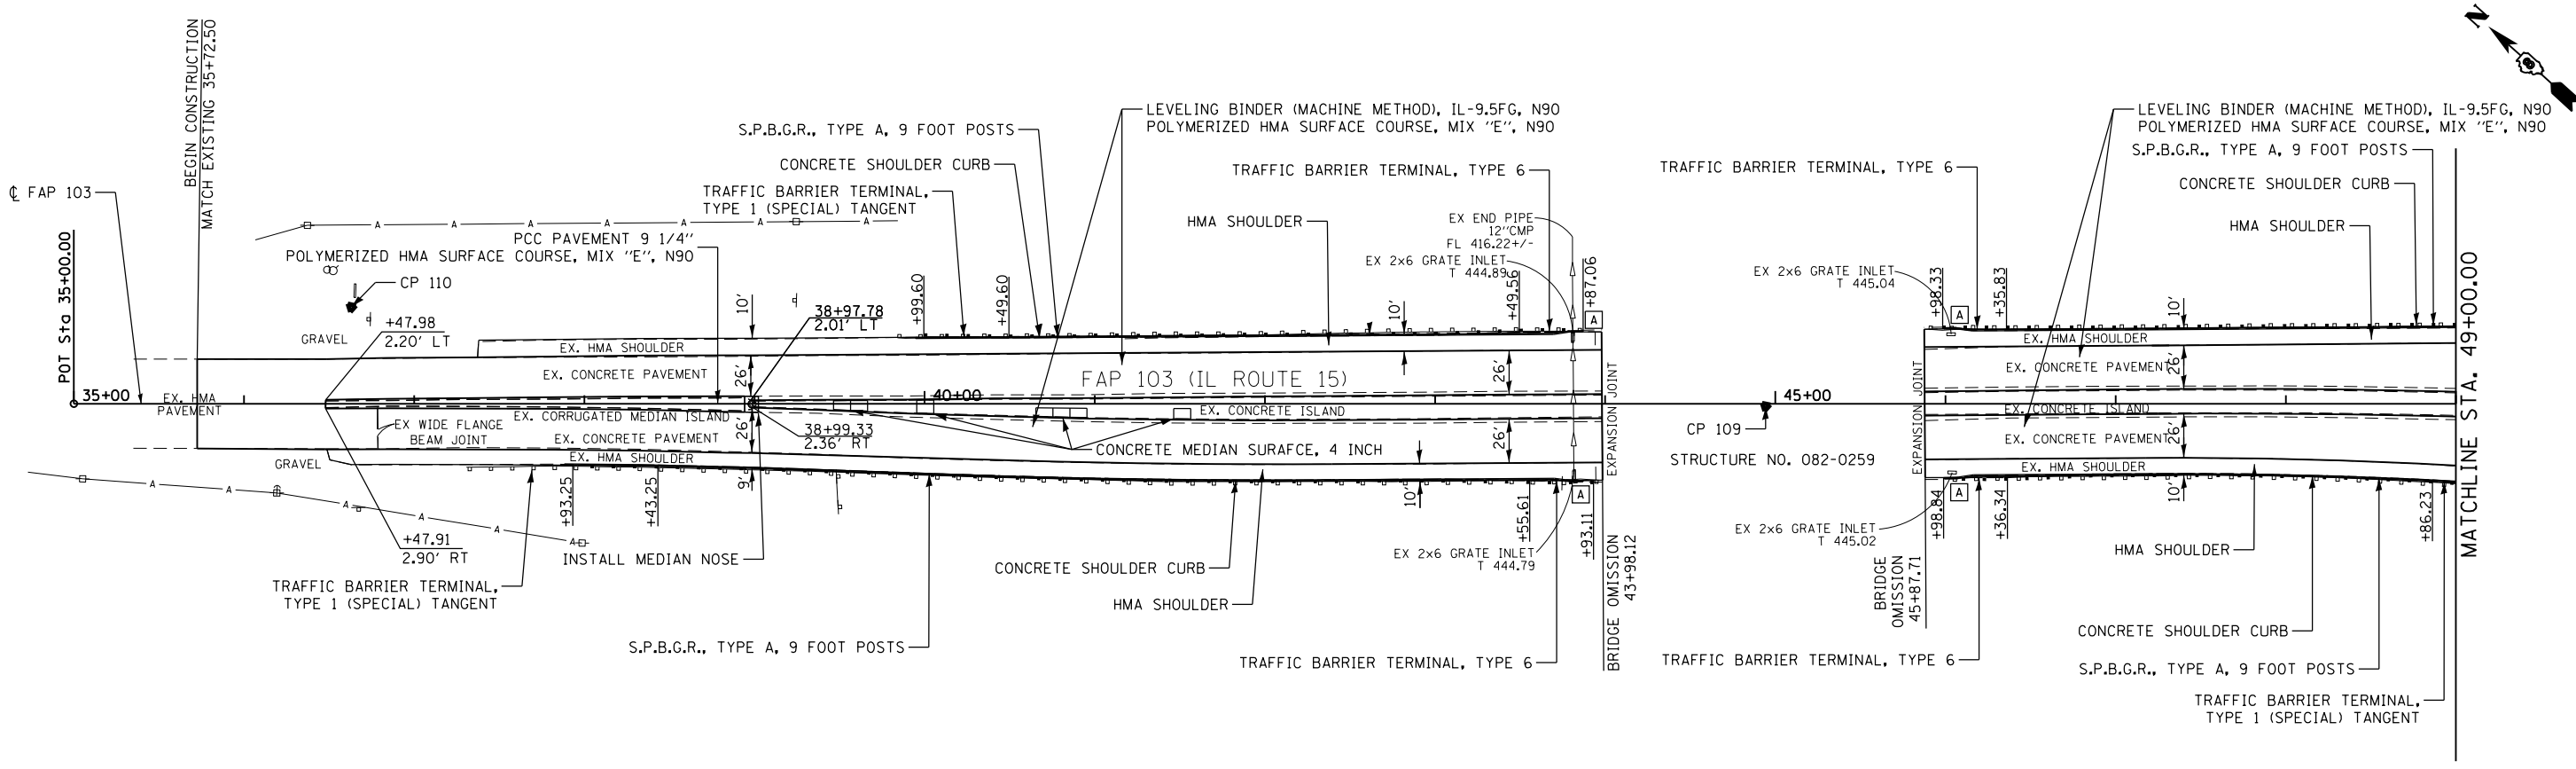 N
BEGIN CONSTRUCTION
MATCH EXISTING 35+72.50
LEVELING BINDER (MACHINE METHOD), IL-9.5FG, N90
POLYMERIZED HMA SURFACE COURSE, MIX "E", N90
LEVELING BINDER (MACHINE METHOD), IL-9.5FG, N90
POLYMERIZED HMA SURFACE COURSE, MIX "E", N90
S.P.B.G.R., TYPE A, 9 FOOT POSTS
S.P.B.G.R., TYPE A, 9 FOOT POSTS
CONCRETE SHOULDER CURB
TRAFFIC BARRIER TERMINAL, TYPE 6
TRAFFIC BARRIER TERMINAL, TYPE 6
CONCRETE SHOULDER CURB
℄ FAP 103
TRAFFIC BARRIER TERMINAL,
TYPE 1 (SPECIAL) TANGENT
HMA SHOULDER
EX END PIPE
12"CMP
FL 416.22+/-
HMA SHOULDER
A A A A A A A
PCC PAVEMENT 9 1/4"
POLYMERIZED HMA SURFACE COURSE, MIX "E", N90
EX 2x6 GRATE INLET
T 444.89
EX 2x6 GRATE INLET
T 445.04
POT Sta 35+00.00
CP 110
GRAVEL
+47.98
2.20' LT
10'
38+97.78
2.01' LT
+99.60
+49.60
10'
+49.56
+87.06
A
+98.33
A
+35.83
10'
MATCHLINE STA. 49+00.00
EX. HMA SHOULDER
EX. HMA SHOULDER
EX. CONCRETE PAVEMENT
26'
FAP 103 (IL ROUTE 15)
26'
EXPANSION JOINT
EXPANSION JOINT
EX. CONCRETE PAVEMENT
26'
35+00
EX. HMA
PAVEMENT
40+00
45+00
EX. CORRUGATED MEDIAN ISLAND
EX. CONCRETE ISLAND
EX. CONCRETE ISLAND
EX WIDE FLANGE
BEAM JOINT
EX. CONCRETE PAVEMENT
26'
38+99.33
2.36' RT
CONCRETE MEDIAN SURAFCE, 4 INCH
26'
CP 109
STRUCTURE NO. 082-0259
EX. CONCRETE PAVEMENT
26'
GRAVEL
EX. HMA SHOULDER
EX. HMA SHOULDER
A A A A A A
+93.25
+43.25
9'
10'
+55.61
A
+93.11
+98.84
A
+36.34
10'
+86.23
+47.91
2.90' RT
INSTALL MEDIAN NOSE
EX 2x6 GRATE INLET
T 444.79
EX 2x6 GRATE INLET
T 445.02
HMA SHOULDER
TRAFFIC BARRIER TERMINAL,
TYPE 1 (SPECIAL) TANGENT
CONCRETE SHOULDER CURB
HMA SHOULDER
BRIDGE OMISSION
43+98.12
BRIDGE
OMISSION
45+87.71
S.P.B.G.R., TYPE A, 9 FOOT POSTS
CONCRETE SHOULDER CURB
TRAFFIC BARRIER TERMINAL, TYPE 6
TRAFFIC BARRIER TERMINAL, TYPE 6
S.P.B.G.R., TYPE A, 9 FOOT POSTS
TRAFFIC BARRIER TERMINAL,
TYPE 1 (SPECIAL) TANGENT